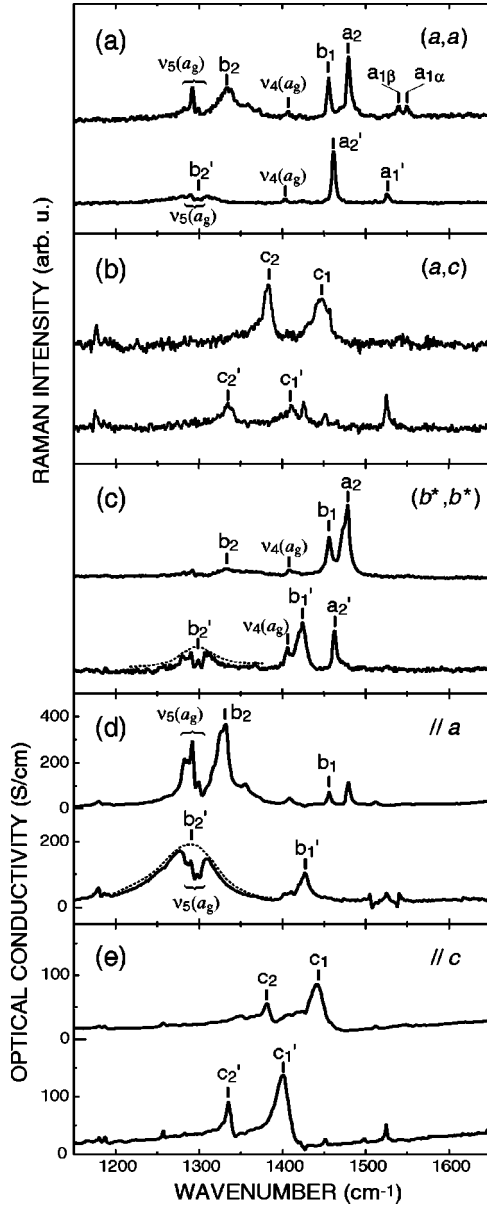 (a) (a,a)
ν5(ag) b2 ν4(ag) b1 a2 a1β a1α
b2' ν5(ag) ν4(ag) a2' a1'
(b) (a,c)
c2 c1
c2' c1'
RAMAN INTENSITY (arb. u.)
(c) (b*,b*)
b2 ν4(ag) b1 a2
b2' ν4(ag) b1' a2'
(d) // a
ν5(ag) b2 b1
400
200
0
b2' ν5(ag) b1'
200
100
0
OPTICAL CONDUCTIVITY (S/cm)
(e) // c
c2 c1
100
0
c2' c1'
100
50
0
1200 1300 1400 1500 1600
WAVENUMBER (cm-1)